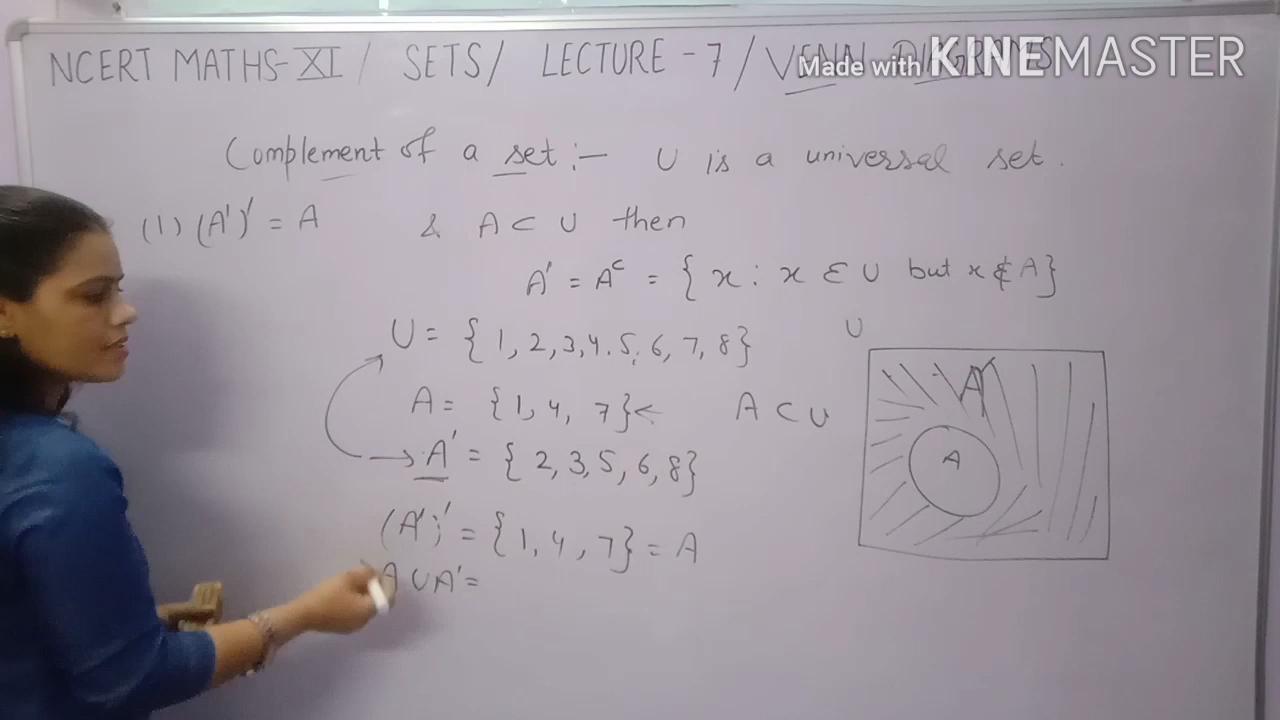 NCERT MATHS-XI / SETS / LECTURE - 7 / VENN DIAGRAMS
Made with KINEMASTER
Complement of a set :- U is a universal set.
(1) (A')' = A & A ⊂ U then
A' = Aᶜ = { x : x ∈ U but x ∉ A }
U = { 1, 2, 3, 4. 5, 6, 7, 8 }
U
A = { 1, 4, 7 } ← A ⊂ U
A'
A
→ A' = { 2, 3, 5, 6, 8 }
(A')' = { 1, 4, 7 } = A
A ∪ A' =